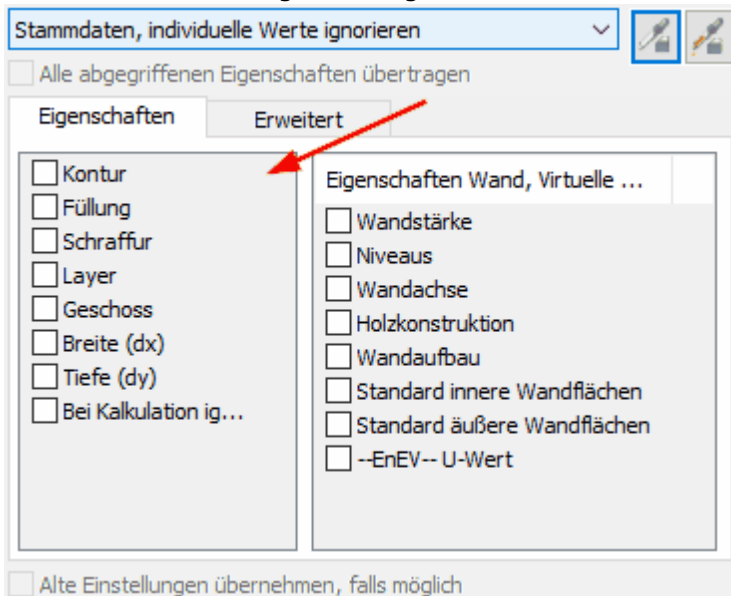 Stammdaten, individuelle Werte ignorieren
Alle abgegriffenen Eigenschaften übertragen
Eigenschaften
Erweitert
Kontur
Füllung
Schraffur
Layer
Geschoss
Breite (dx)
Tiefe (dy)
Bei Kalkulation ig...
Eigenschaften Wand, Virtuelle ...
Wandstärke
Niveaus
Wandachse
Holzkonstruktion
Wandaufbau
Standard innere Wandflächen
Standard äußere Wandflächen
--EnEV-- U-Wert
Alte Einstellungen übernehmen, falls möglich